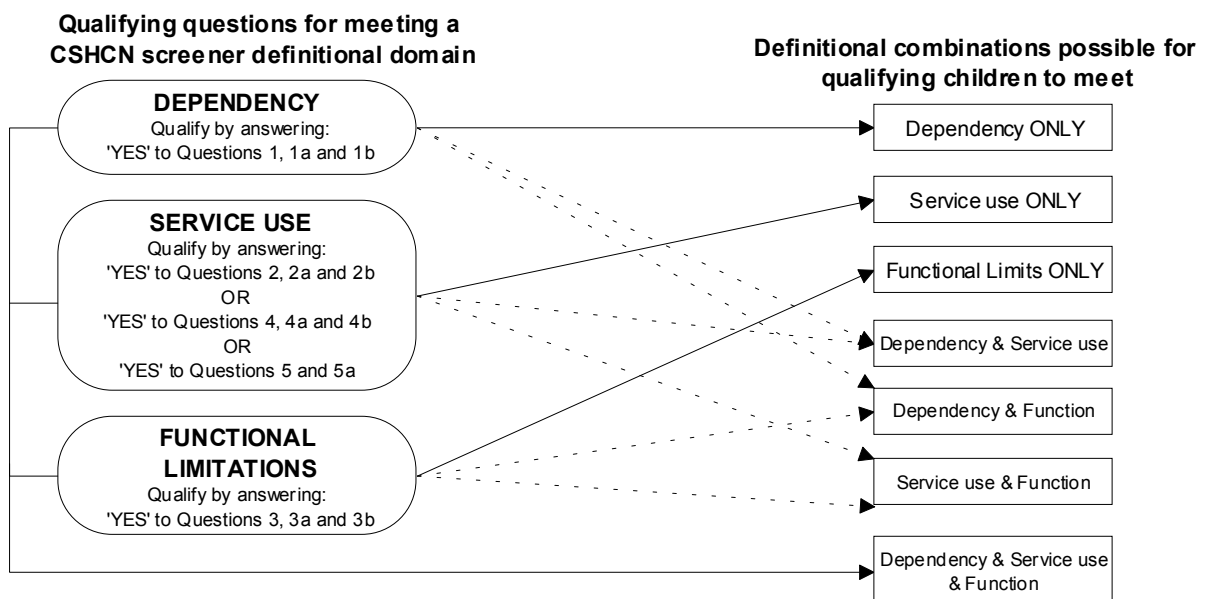 Qualifying questions for meeting a
CSHCN screener definitional domain
DEPENDENCY
Qualify by answering:
'YES' to Questions 1, 1a and 1b
SERVICE USE
Qualify by answering:
'YES' to Questions 2, 2a and 2b
OR
'YES' to Questions 4, 4a and 4b
OR
'YES' to Questions 5 and 5a
FUNCTIONAL
LIMITATIONS
Qualify by answering:
'YES' to Questions 3, 3a and 3b
Definitional combinations possible for
qualifying children to meet
Dependency ONLY
Service use ONLY
Functional Limits ONLY
Dependency & Service use
Dependency & Function
Service use & Function
Dependency & Service use
& Function